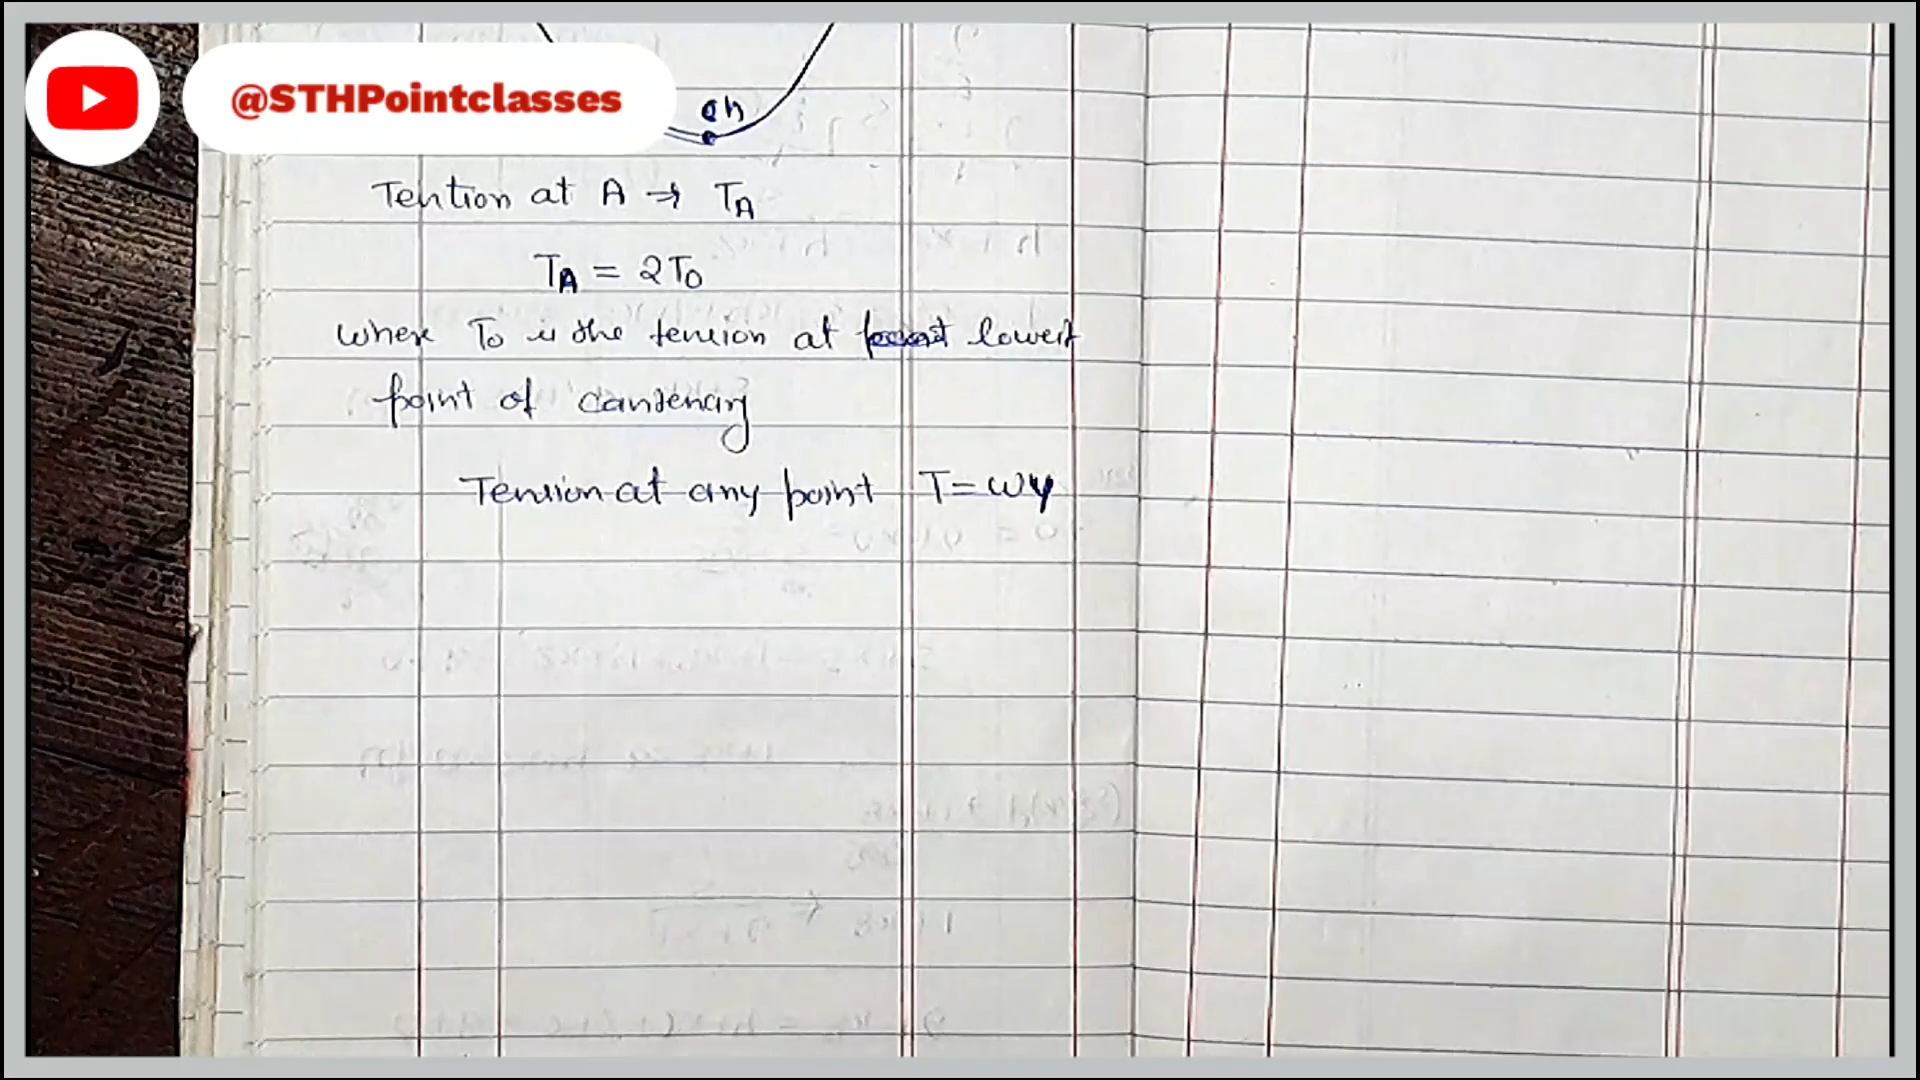 @STHPointclasses
Tention at A → TA
TA = 2T0
where To is the tension at lowest
point of cantenary
Tension at any point T = wy